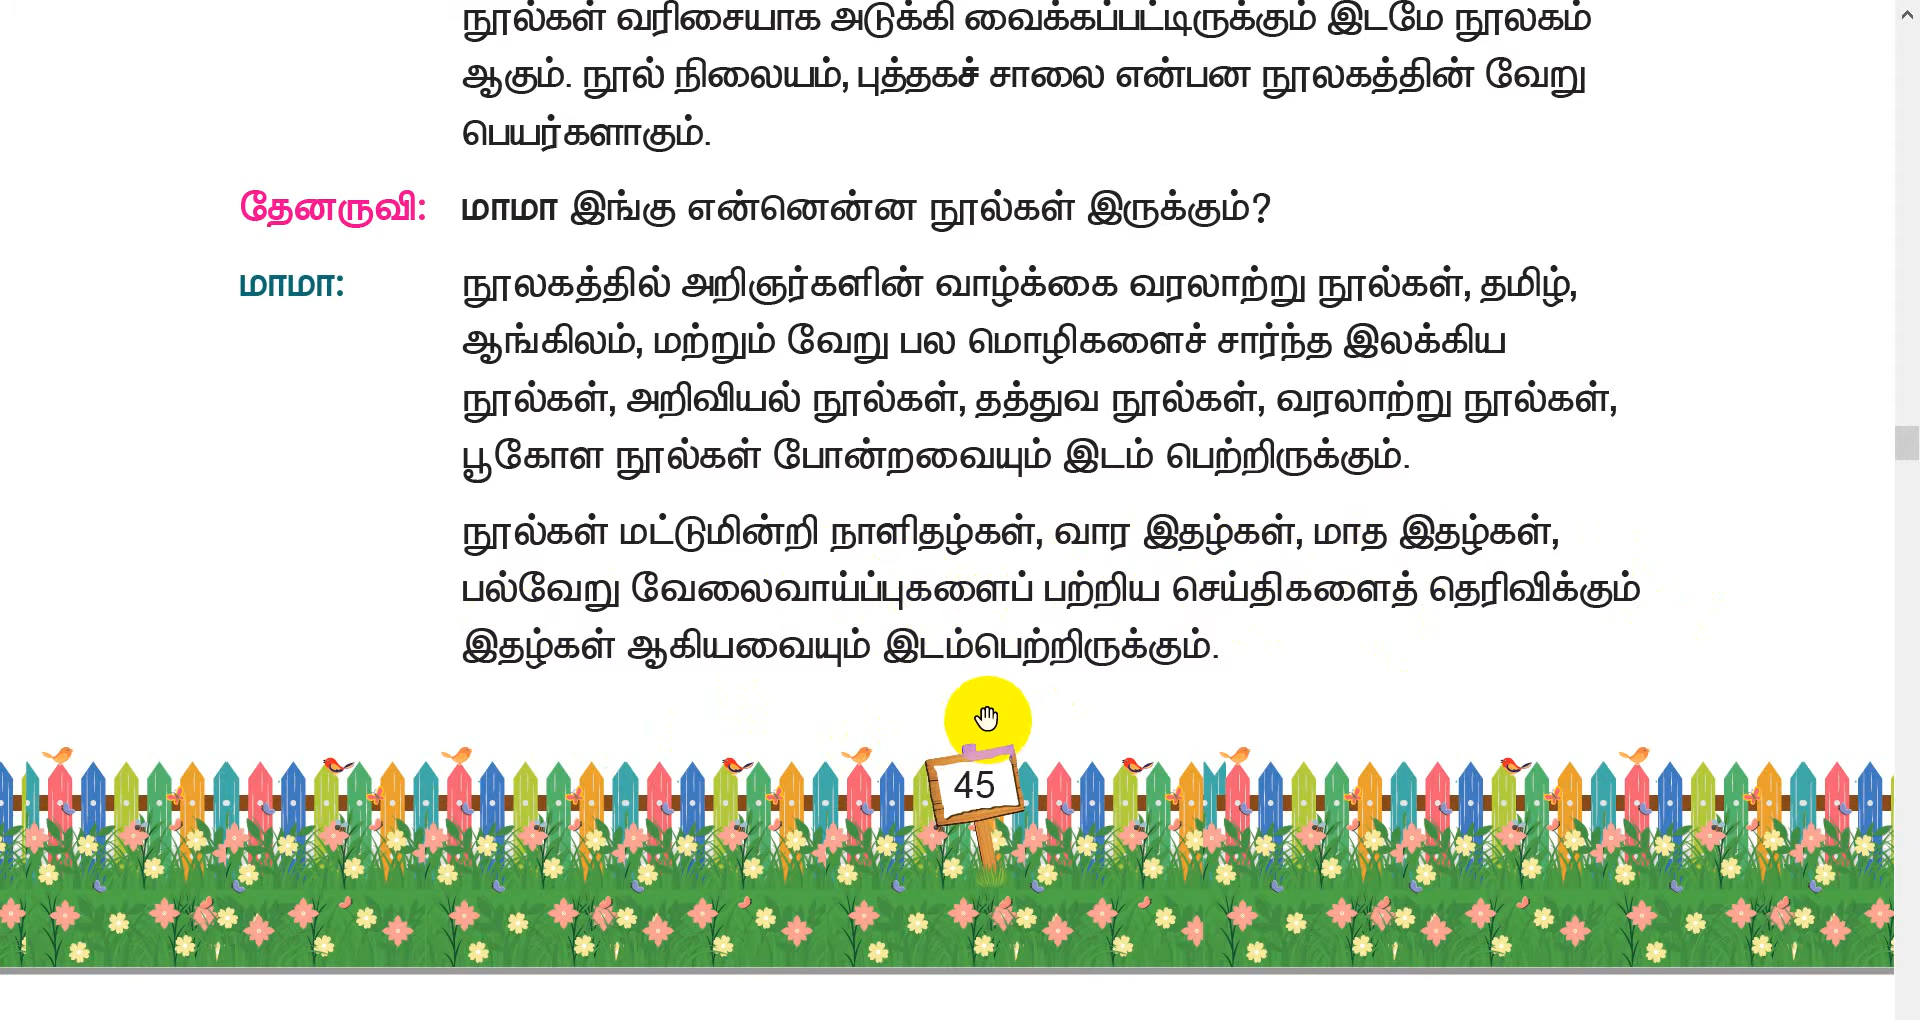 நூல்கள் வரிசையாக அடுக்கி வைக்கப்பட்டிருக்கும் இடமே நூலகம்
ஆகும். நூல் நிலையம், புத்தகச் சாலை என்பன நூலகத்தின் வேறு
பெயர்களாகும்.
தேனருவி: மாமா இங்கு என்னென்ன நூல்கள் இருக்கும்?
மாமா: நூலகத்தில் அறிஞர்களின் வாழ்க்கை வரலாற்று நூல்கள், தமிழ்,
ஆங்கிலம், மற்றும் வேறு பல மொழிகளைச் சார்ந்த இலக்கிய
நூல்கள், அறிவியல் நூல்கள், தத்துவ நூல்கள், வரலாற்று நூல்கள்,
பூகோள நூல்கள் போன்றவையும் இடம் பெற்றிருக்கும்.
நூல்கள் மட்டுமின்றி நாளிதழ்கள், வார இதழ்கள், மாத இதழ்கள்,
பல்வேறு வேலைவாய்ப்புகளைப் பற்றிய செய்திகளைத் தெரிவிக்கும்
இதழ்கள் ஆகியவையும் இடம்பெற்றிருக்கும்.
45